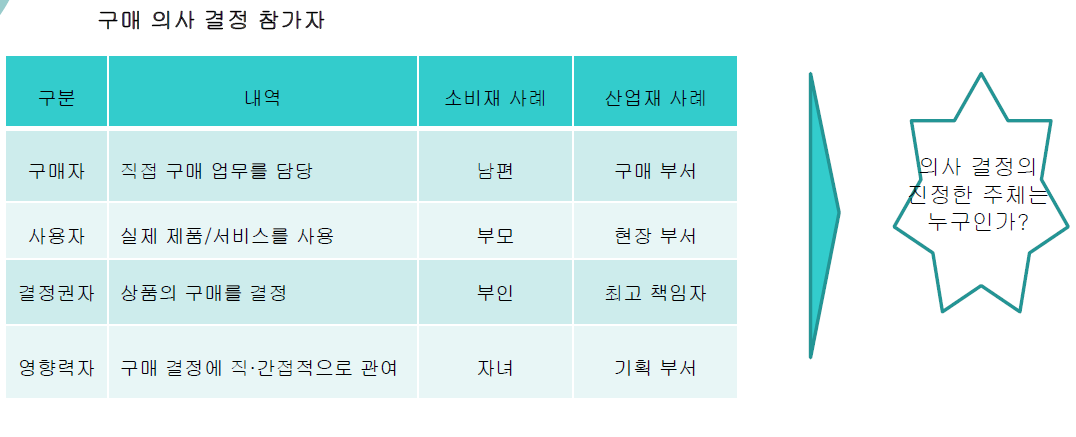 구매 의사 결정 참가자
구분 내역 소비재 사례 산업재 사례
구매자 직접 구매 업무를 담당 남편 구매 부서
사용자 실제 제품/서비스를 사용 부모 현장 부서
결정권자 상품의 구매를 결정 부인 최고 책임자
영향력자 구매 결정에 직·간접적으로 관여 자녀 기획 부서
의사 결정의
진정한 주체는
누구인가?